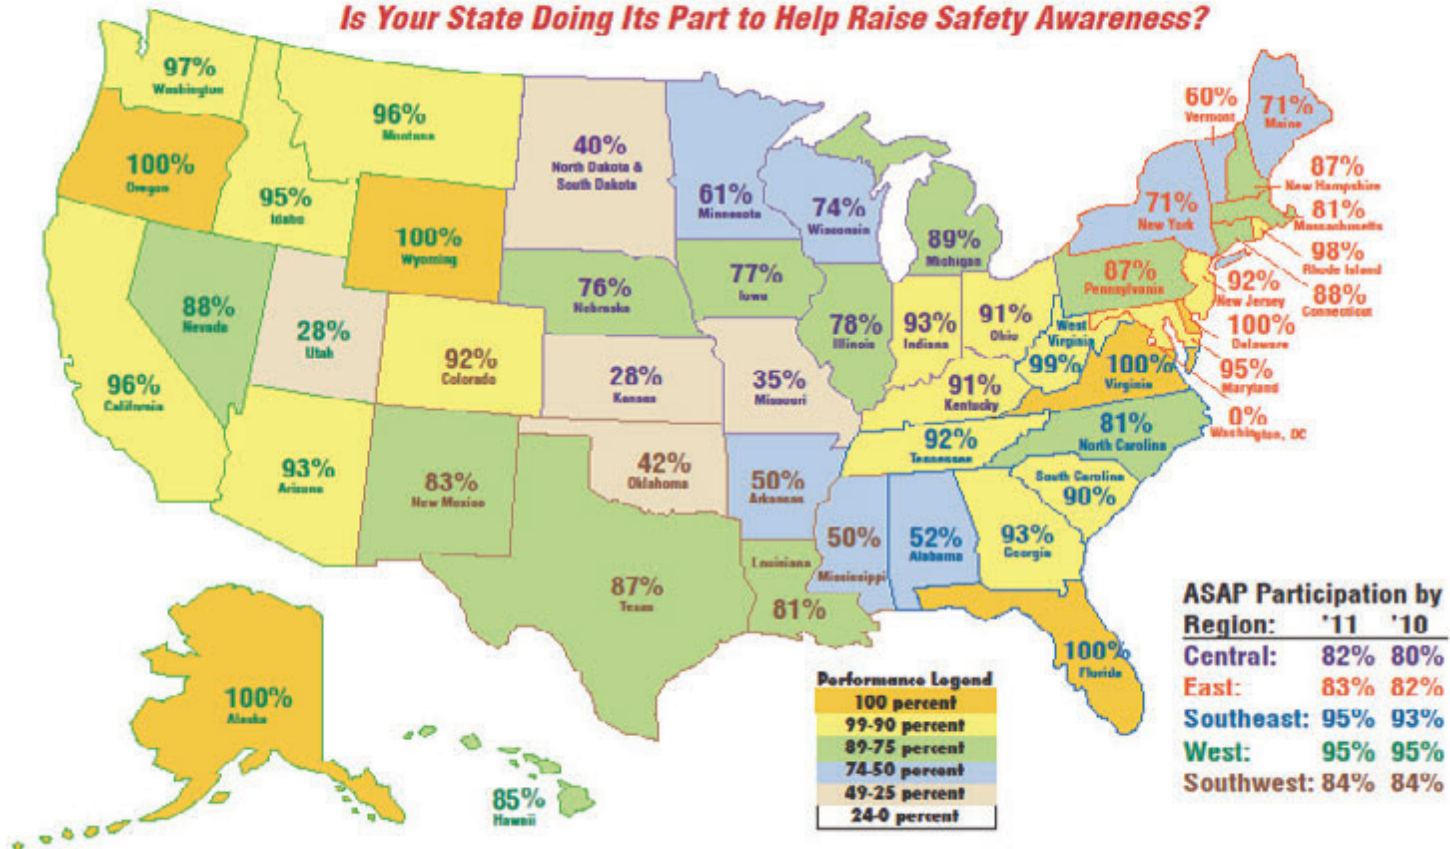 Is Your State Doing Its Part to Help Raise Safety Awareness?
97%
Washington
96%
Montana
100%
Oregon
95%
Idaho
100%
Wyoming
40%
North Dakota &
South Dakota
61%
Minnesota
74%
Wisconsin
89%
Michigan
60%
Vermont
71%
Maine
87%
New Hampshire
81%
Massachusetts
98%
Rhode Island
88%
Connecticut
71%
New York
87%
Pennsylvania
92%
New Jersey
100%
Delaware
95%
Maryland
0%
Washington, DC
88%
Nevada
28%
Utah
96%
California
92%
Colorado
76%
Nebraska
77%
Iowa
78%
Illinois
93%
Indiana
91%
Ohio
West
Virginia
99%
100%
Virginia
28%
Kansas
35%
Missouri
91%
Kentucky
81%
North Carolina
92%
Tennessee
South Carolina
90%
93%
Arizona
83%
New Mexico
42%
Oklahoma
50%
Arkansas
50%
Mississippi
52%
Alabama
93%
Georgia
87%
Texas
Louisiana
81%
100%
Florida
100%
Alaska
85%
Hawaii
Performance Legend
100 percent
99-90 percent
89-75 percent
74-50 percent
49-25 percent
24-0 percent
ASAP Participation by
Region: '11 '10
Central: 82% 80%
East: 83% 82%
Southeast: 95% 93%
West: 95% 95%
Southwest: 84% 84%